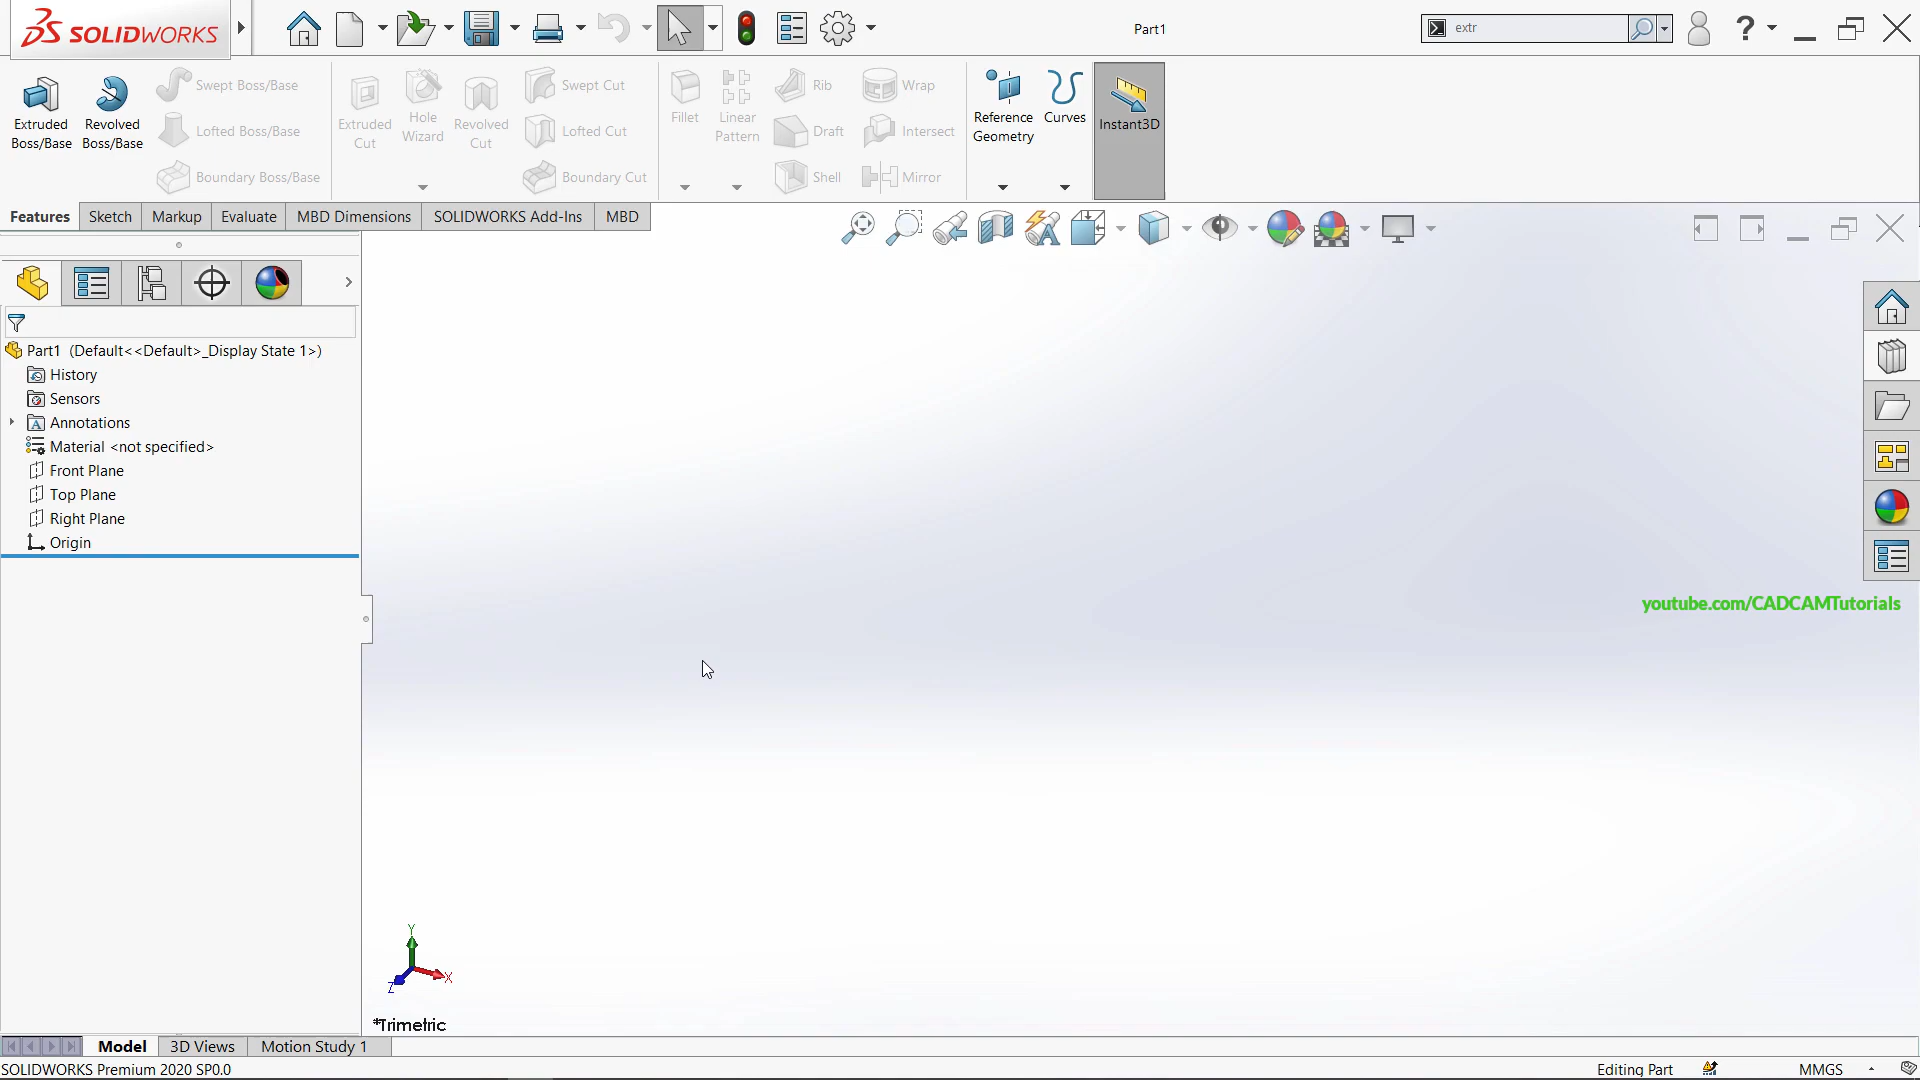 SOLIDWORKS
Part1
extr
Extruded Boss/Base
Revolved Boss/Base
Swept Boss/Base
Lofted Boss/Base
Boundary Boss/Base
Extruded Cut
Hole Wizard
Revolved Cut
Swept Cut
Lofted Cut
Boundary Cut
Fillet
Linear Pattern
Rib
Draft
Shell
Wrap
Intersect
Mirror
Reference Geometry
Curves
Instant3D
Features
Sketch
Markup
Evaluate
MBD Dimensions
SOLIDWORKS Add-Ins
MBD
Part1 (Default<<Default>_Display State 1>)
History
Sensors
Annotations
Material <not specified>
Front Plane
Top Plane
Right Plane
Origin
youtube.com/CADCAMTutorials
Y
X
Z
*Trimetric
Model
3D Views
Motion Study 1
SOLIDWORKS Premium 2020 SP0.0
Editing Part
MMGS